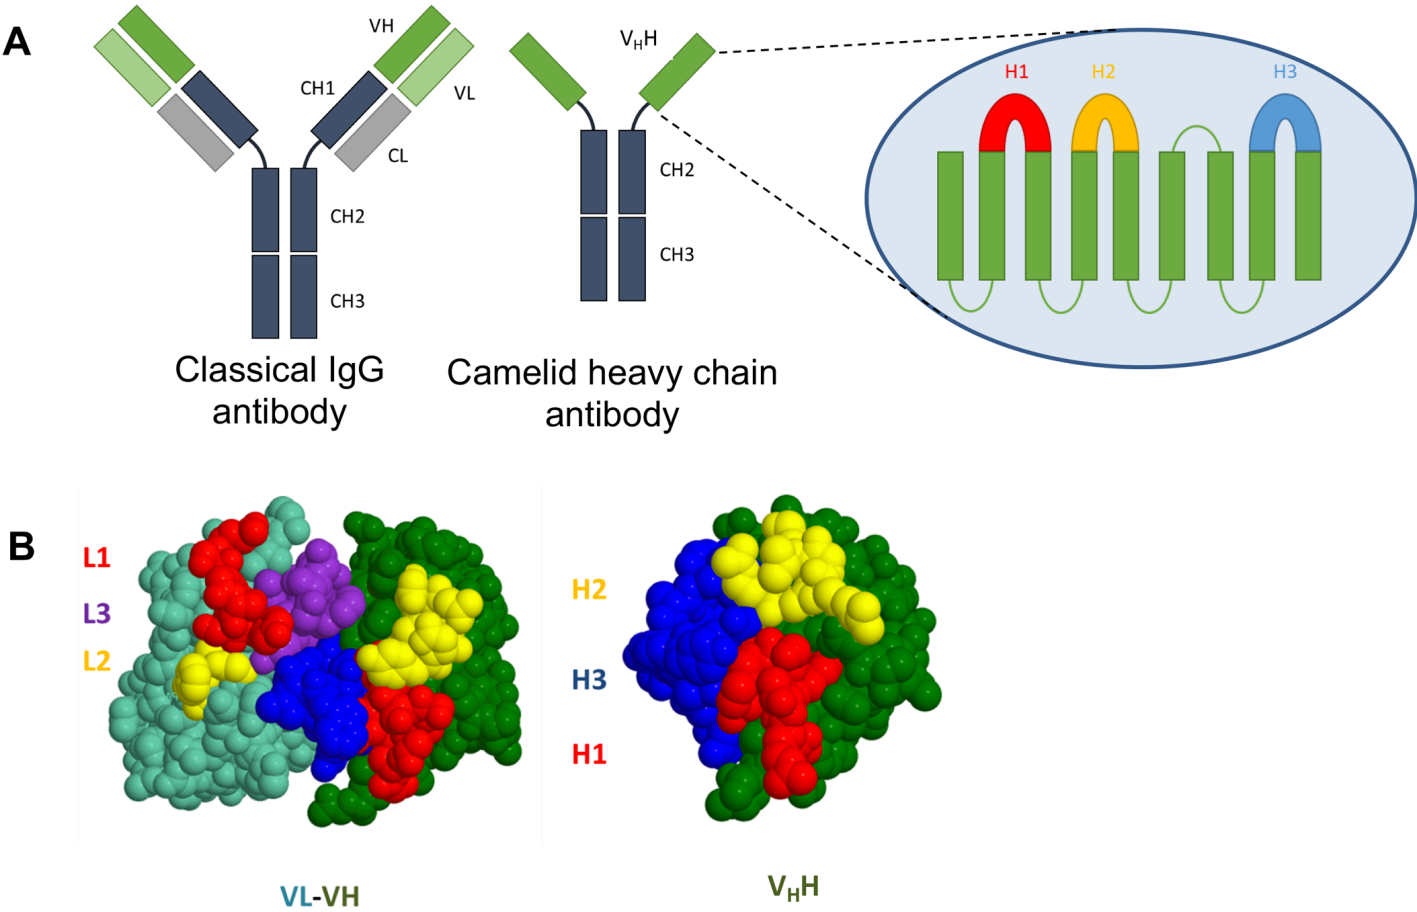 A
VH
CH1
VL
CL
CH2
CH3
Classical IgG
antibody
VHH
CH2
CH3
Camelid heavy chain
antibody
H1
H2
H3
B
L1
L3
L2
VL-VH
H2
H3
H1
VHH